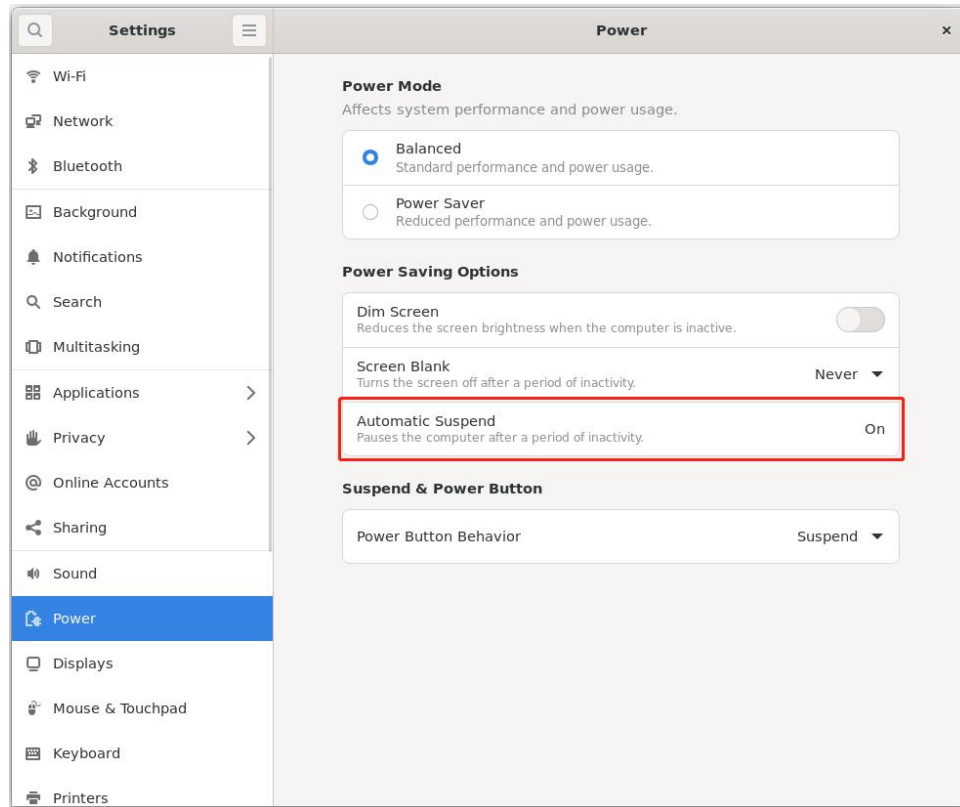 Settings
Power
Wi-Fi
Network
Bluetooth
Background
Notifications
Search
Multitasking
Applications
Privacy
Online Accounts
Sharing
Sound
Power
Displays
Mouse & Touchpad
Keyboard
Printers
Power Mode
Affects system performance and power usage.
Balanced
Standard performance and power usage.
Power Saver
Reduced performance and power usage.
Power Saving Options
Dim Screen
Reduces the screen brightness when the computer is inactive.
Screen Blank
Turns the screen off after a period of inactivity.
Never
Automatic Suspend
Pauses the computer after a period of inactivity.
On
Suspend & Power Button
Power Button Behavior
Suspend